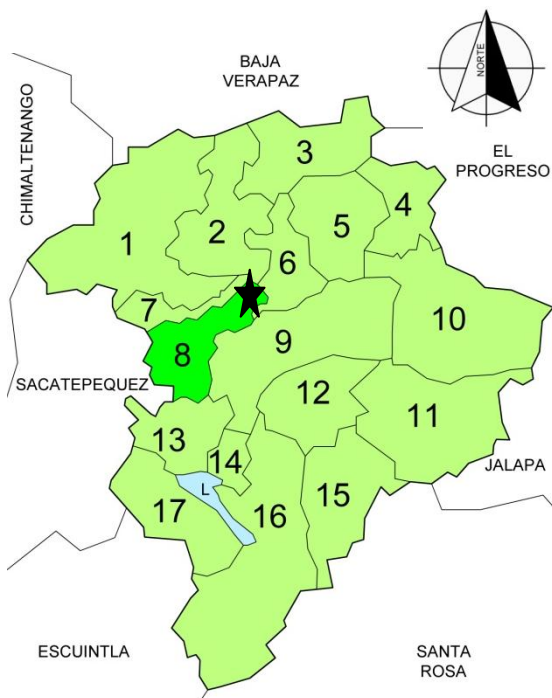 BAJA
VERAPAZ
NORTE
CHIMALTENANGO
EL
PROGRESO
3
4
5
2
1
6
7
10
9
8
SACATEPEQUEZ
12
11
13
14
JALAPA
L
15
17
16
ESCUINTLA
SANTA
ROSA